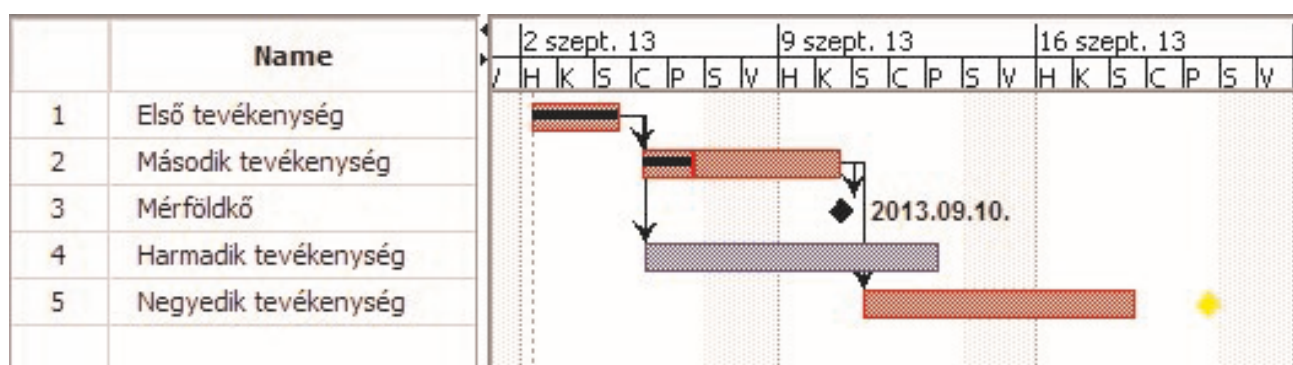 Name
2 szept. 13 9 szept. 13 16 szept. 13
V H K S C P S V H K S C P S V H K S C P S V
1 Első tevékenység
2 Második tevékenység
3 Mérföldkő 2013.09.10.
4 Harmadik tevékenység
5 Negyedik tevékenység